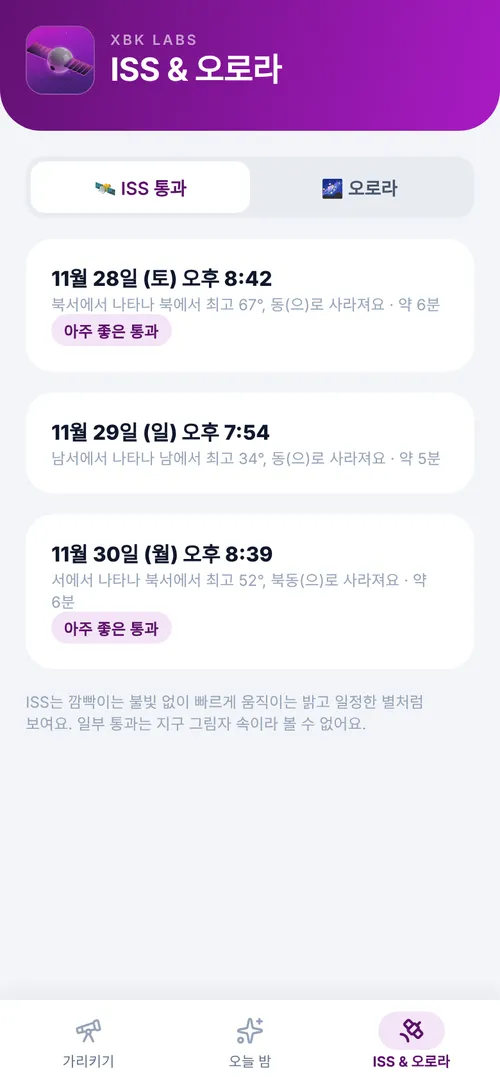 XBK LABS
ISS & 오로라
ISS 통과
오로라
11월 28일 (토) 오후 8:42
북서에서 나타나 북에서 최고 67°, 동(으)로 사라져요 · 약 6분
아주 좋은 통과
11월 29일 (일) 오후 7:54
남서에서 나타나 남에서 최고 34°, 동(으)로 사라져요 · 약 5분
11월 30일 (월) 오후 8:39
서에서 나타나 북서에서 최고 52°, 북동(으)로 사라져요 · 약
6분
아주 좋은 통과
ISS는 깜빡이는 불빛 없이 빠르게 움직이는 밝고 일정한 별처럼
보여요. 일부 통과는 지구 그림자 속이라 볼 수 없어요.
가리키기
오늘 밤
ISS & 오로라